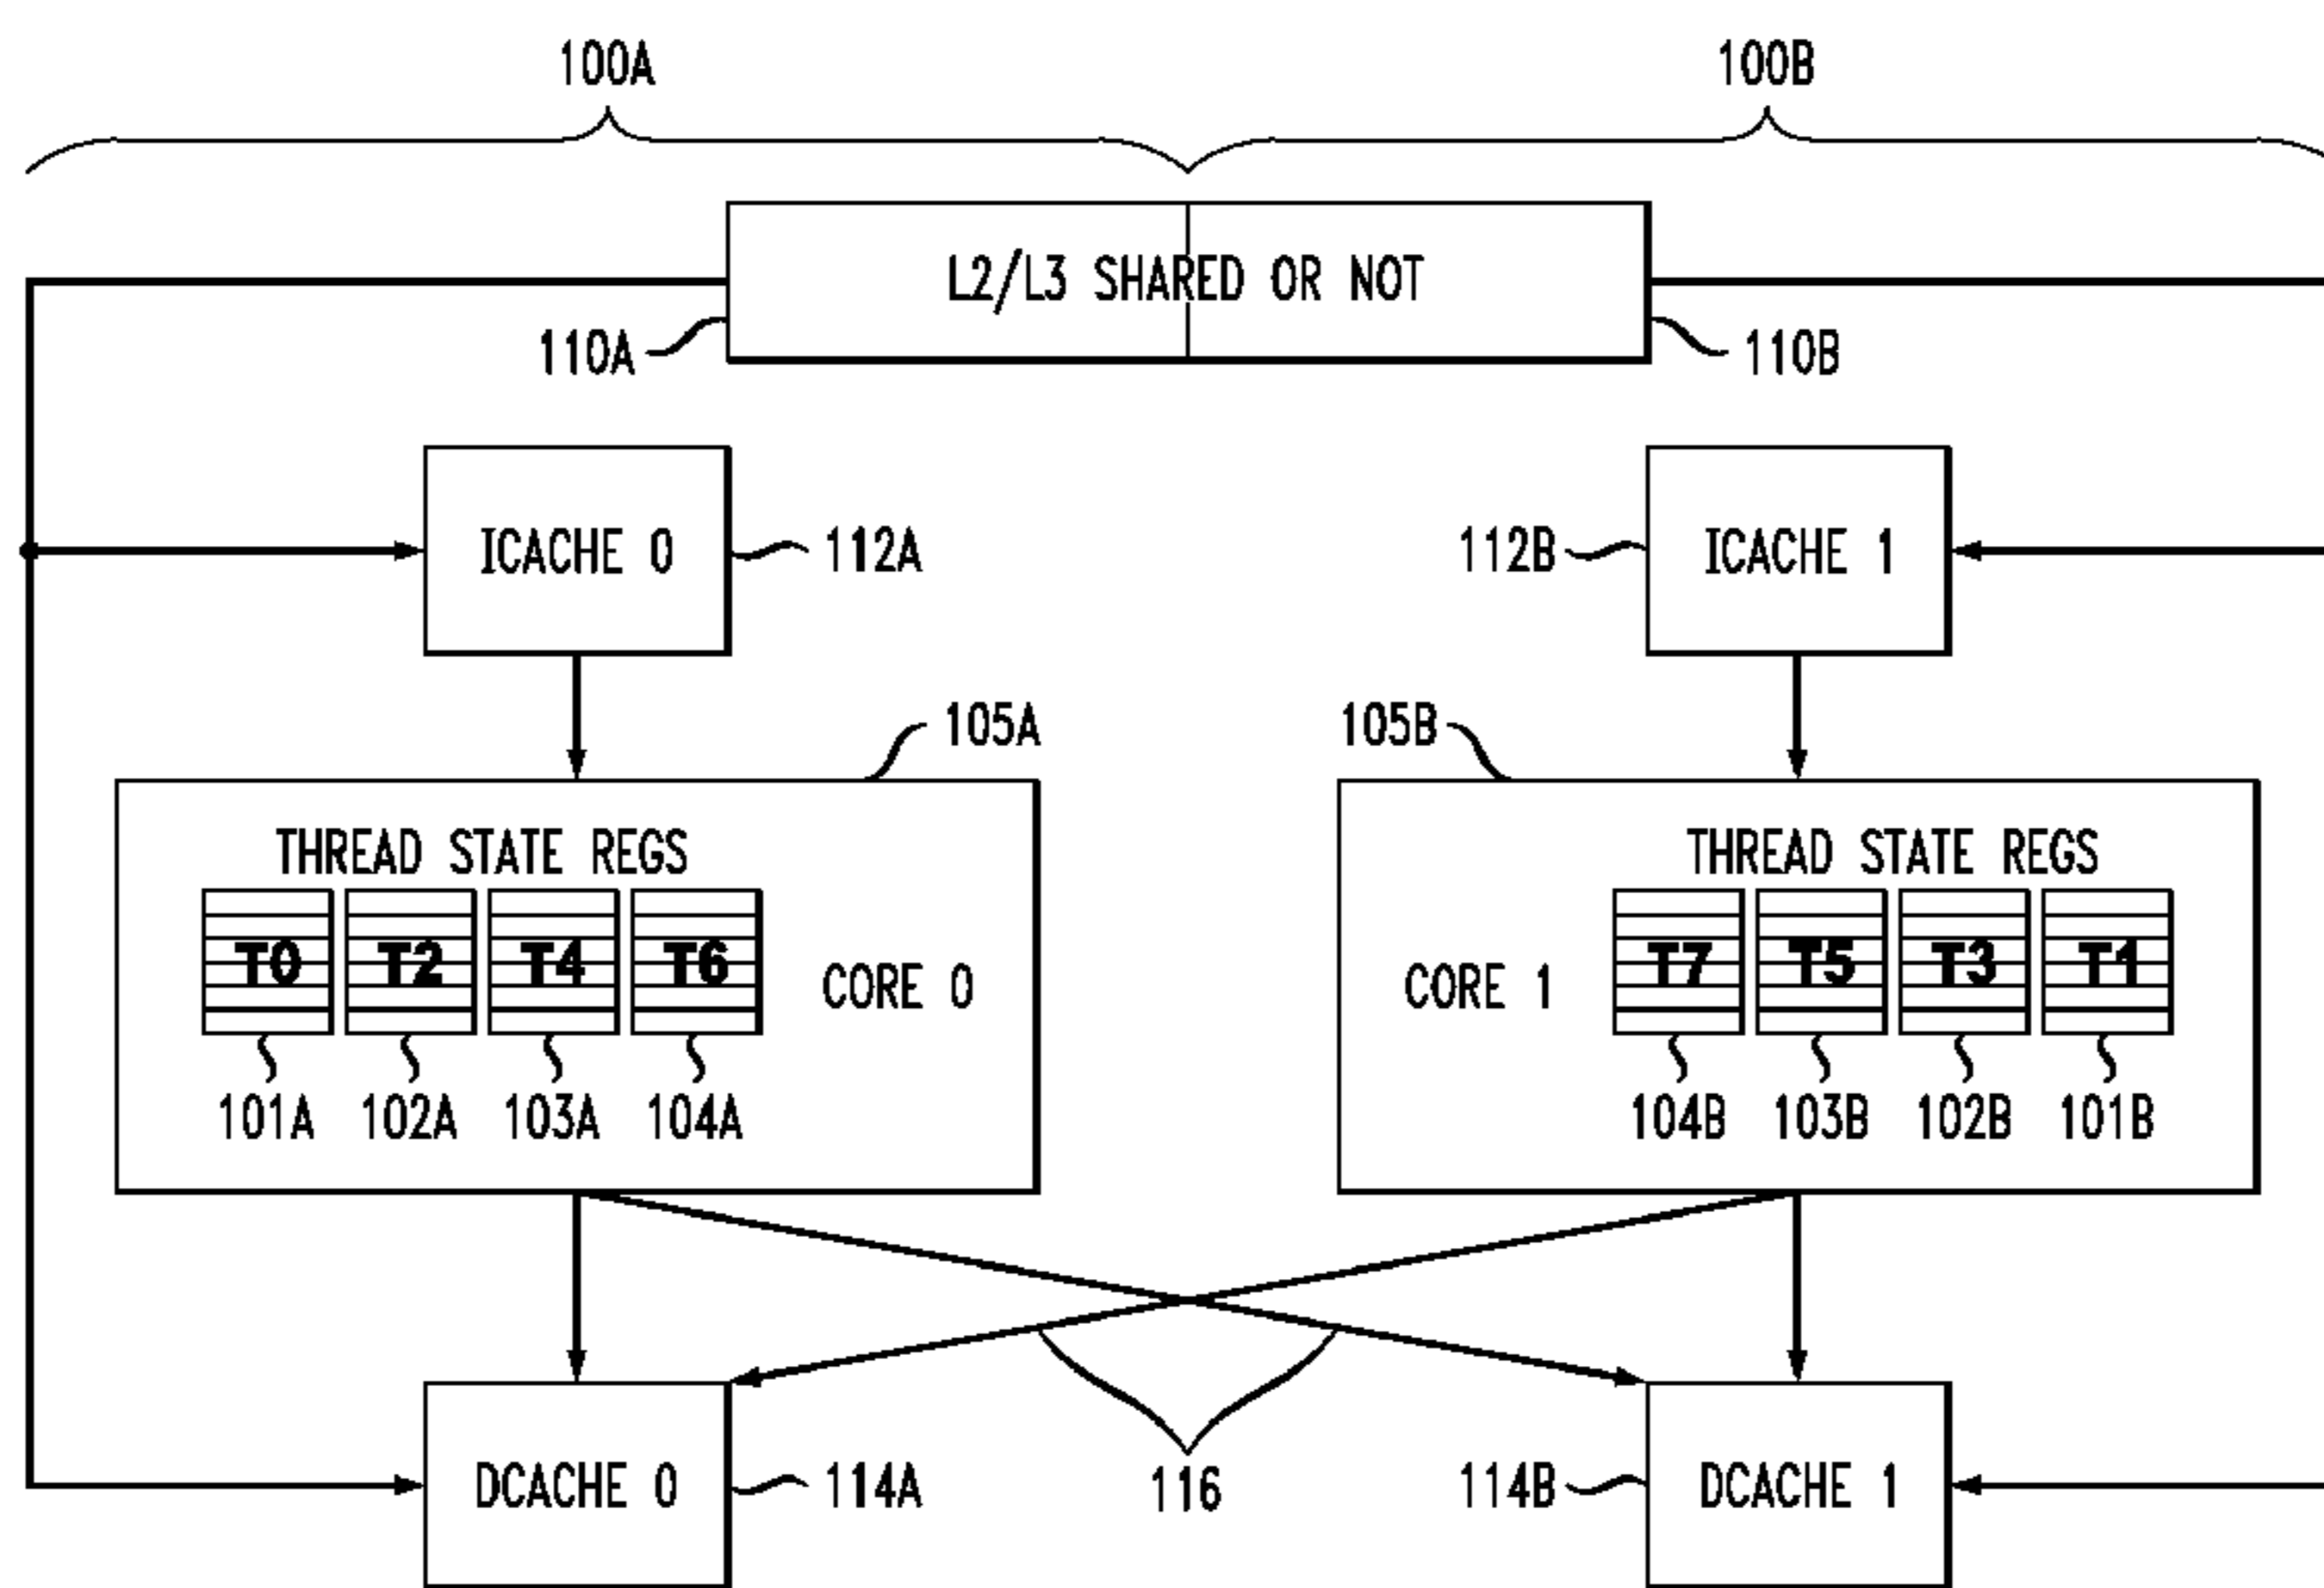 100A 100B
L2/L3 SHARED OR NOT
110A 110B
ICACHE 0 112A 112B ICACHE 1
105A 105B
THREAD STATE REGS THREAD STATE REGS
T0 T2 T4 T6 T7 T5 T3 T1
CORE 0 CORE 1
101A 102A 103A 104A 104B 103B 102B 101B
DCACHE 0 114A 116 114B DCACHE 1